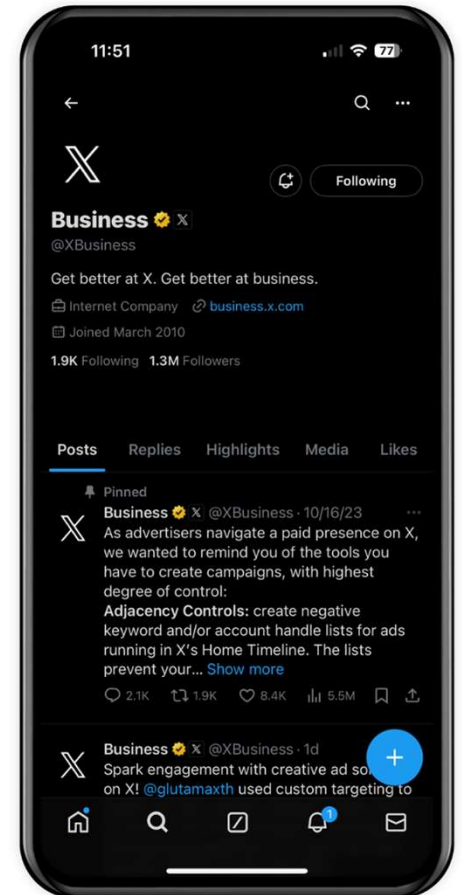 11:51
77
Following
Business
@XBusiness
Get better at X. Get better at business.
Internet Company business.x.com
Joined March 2010
1.9K Following 1.3M Followers
Posts Replies Highlights Media Likes
Pinned
Business @XBusiness · 10/16/23
As advertisers navigate a paid presence on X,
we wanted to remind you of the tools you
have to create campaigns, with highest
degree of control:
Adjacency Controls: create negative
keyword and/or account handle lists for ads
running in X's Home Timeline. The lists
prevent your... Show more
2.1K 1.9K 8.4K 5.5M
Business @XBusiness · 1d
Spark engagement with creative ad
on X! @glutamaxth used custom targeting to
1